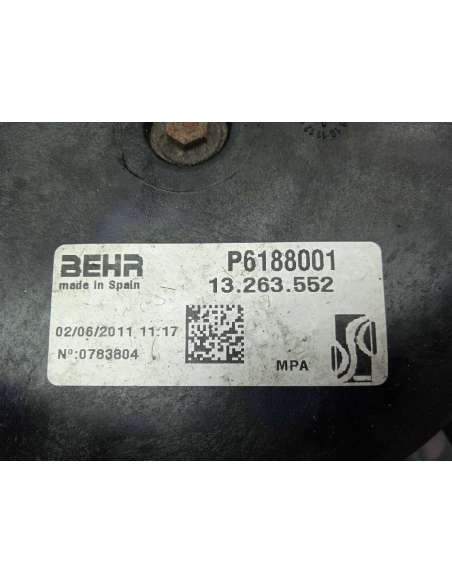 BEHR
made in Spain
P6188001
13.263.552
02/06/2011 11:17
Nº:0783804
MPA